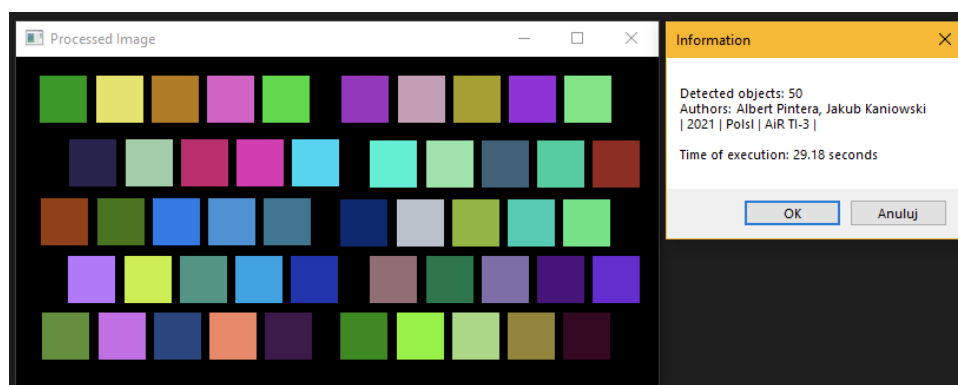 Processed Image
Information
Detected objects: 50
Authors: Albert Pintera, Jakub Kaniowski
| 2021 | Polsl | AiR TI-3 |
Time of execution: 29.18 seconds
OK
Anuluj